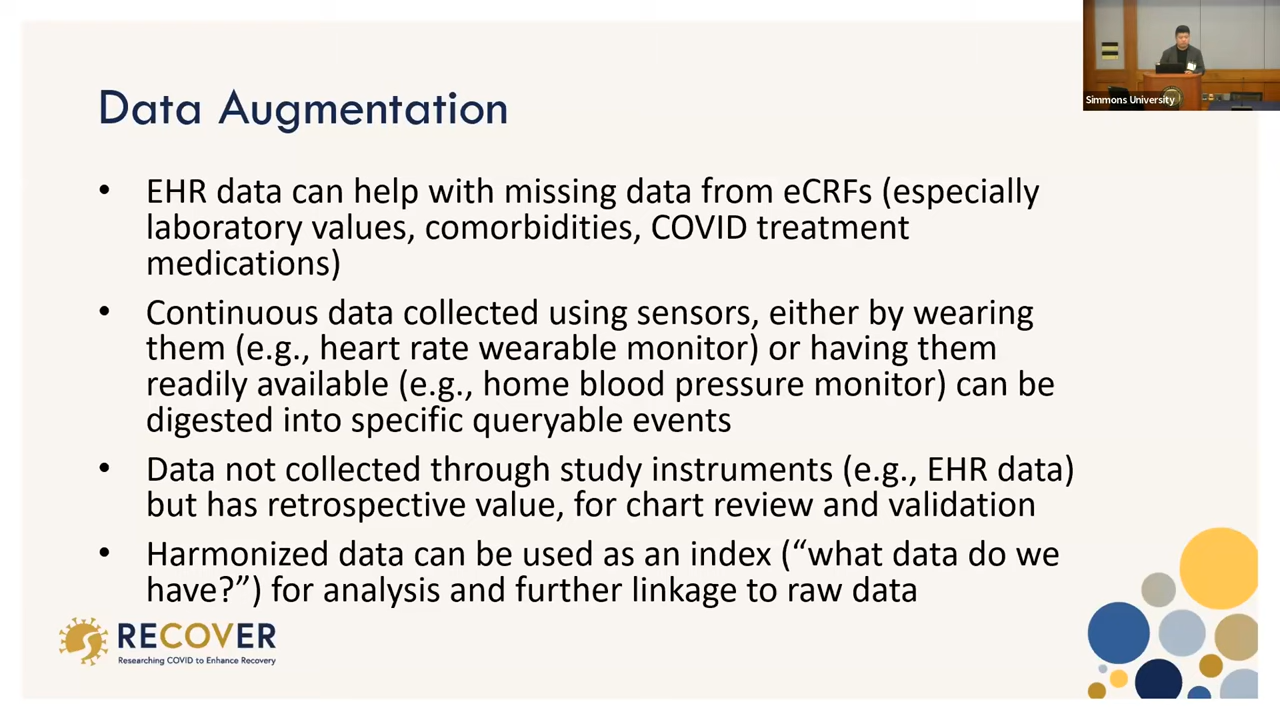 Data Augmentation
Simmons University
• EHR data can help with missing data from eCRFs (especially
laboratory values, comorbidities, COVID treatment
medications)
• Continuous data collected using sensors, either by wearing
them (e.g., heart rate wearable monitor) or having them
readily available (e.g., home blood pressure monitor) can be
digested into specific queryable events
• Data not collected through study instruments (e.g., EHR data)
but has retrospective value, for chart review and validation
• Harmonized data can be used as an index (“what data do we
have?”) for analysis and further linkage to raw data
RECOVER
Researching COVID to Enhance Recovery